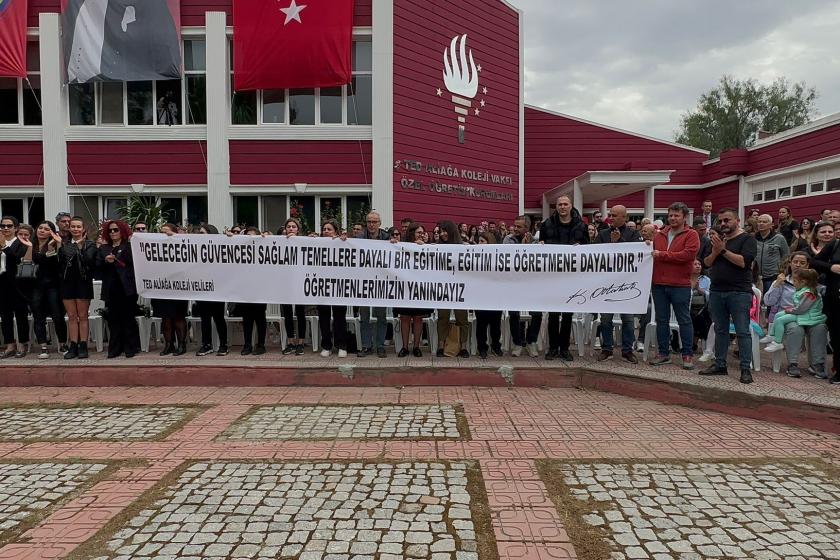 TED ALİAĞA KOLEJİ VAKFI
ÖZEL ÖĞRETİM KURUMLARI
"GELECEĞİN GÜVENCESİ SAĞLAM TEMELLERE DAYALI BİR EĞİTİME, EĞİTİM İSE ÖĞRETMENE DAYALIDIR."
TED ALİAĞA KOLEJİ VELİLERİ
ÖĞRETMENLERİMİZİN YANINDAYIZ
K. Atatürk